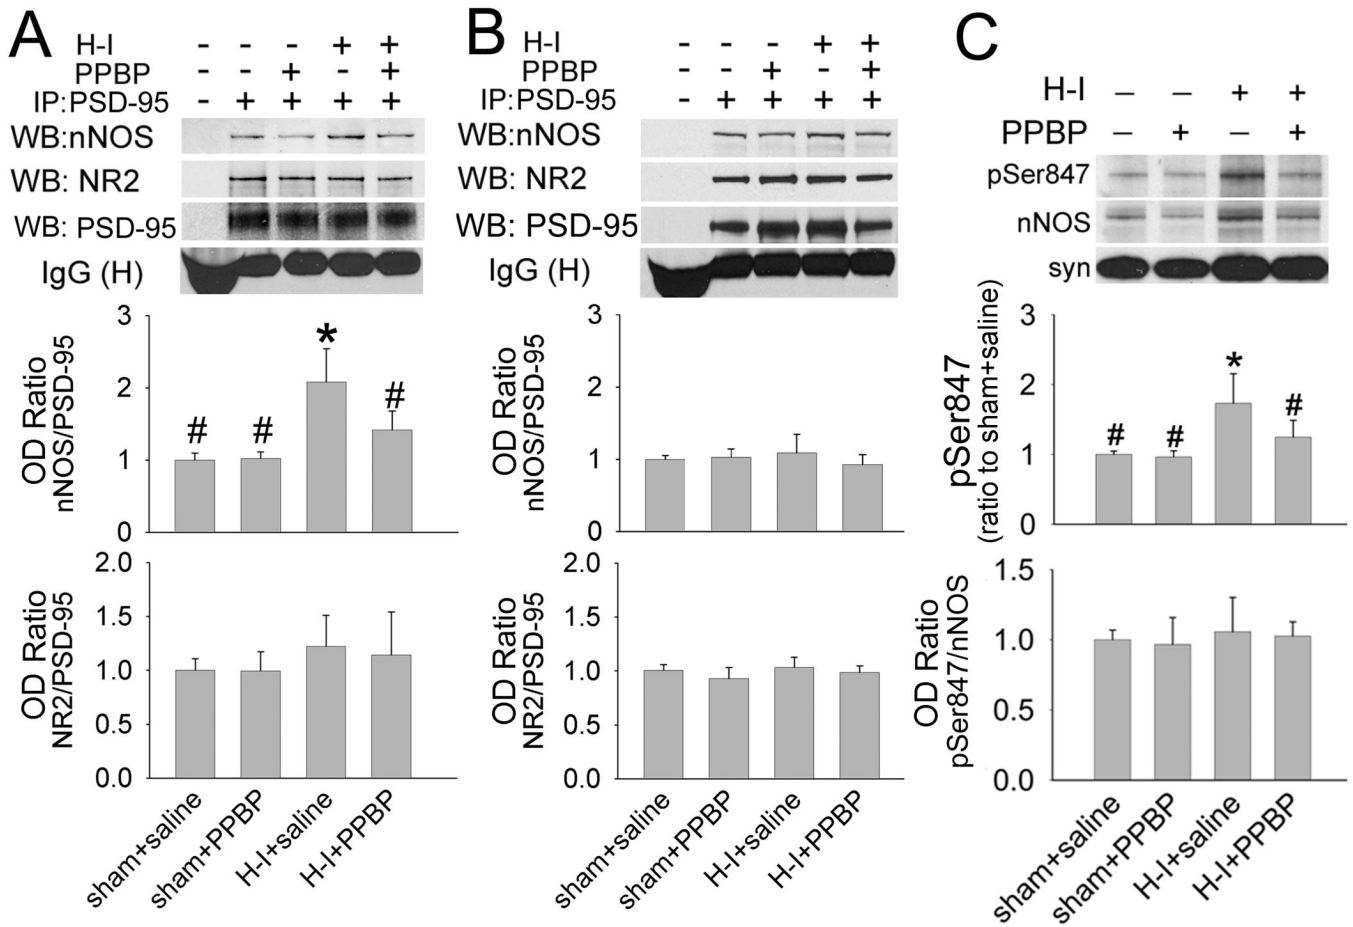 A
H-I - - - + +
PPBP - - + - +
IP:PSD-95 - + + + +
WB:nNOS
WB: NR2
WB: PSD-95
IgG (H)
OD Ratio
nNOS/PSD-95
3
2
1
0
# # * #
OD Ratio
NR2/PSD-95
2.0
1.5
1.0
0.5
0.0
sham+saline
sham+PPBP
H-I+saline
H-I+PPBP
B
H-I - - - + +
PPBP - - + - +
IP:PSD-95 - + + + +
WB:nNOS
WB: NR2
WB: PSD-95
IgG (H)
OD Ratio
nNOS/PSD-95
3
2
1
0
OD Ratio
NR2/PSD-95
2.0
1.5
1.0
0.5
0.0
sham+saline
sham+PPBP
H-I+saline
H-I+PPBP
C
H-I – – + +
PPBP – + – +
pSer847
nNOS
syn
pSer847
(ratio to sham+saline)
3
2
1
0
# # * #
OD Ratio
pSer847/nNOS
1.5
1.0
0.5
0.0
sham+saline
sham+PPBP
H-I+saline
H-I+PPBP